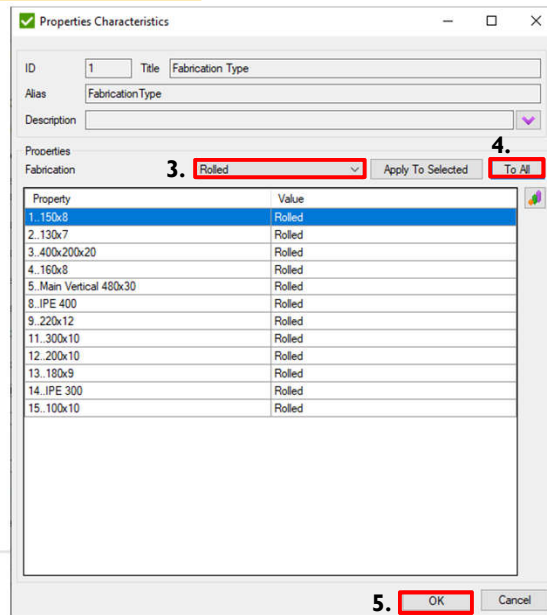 Properties Characteristics
ID 1 Title Fabrication Type
Alias FabricationType
Description
Properties
4.
Fabrication 3. Rolled Apply To Selected To All
Property Value
1..150x8 Rolled
2..130x7 Rolled
3..400x200x20 Rolled
4..160x8 Rolled
5..Main Vertical 480x30 Rolled
8..IPE 400 Rolled
9..220x12 Rolled
11..300x10 Rolled
12..200x10 Rolled
13..180x9 Rolled
14..IPE 300 Rolled
15..100x10 Rolled
5. OK Cancel